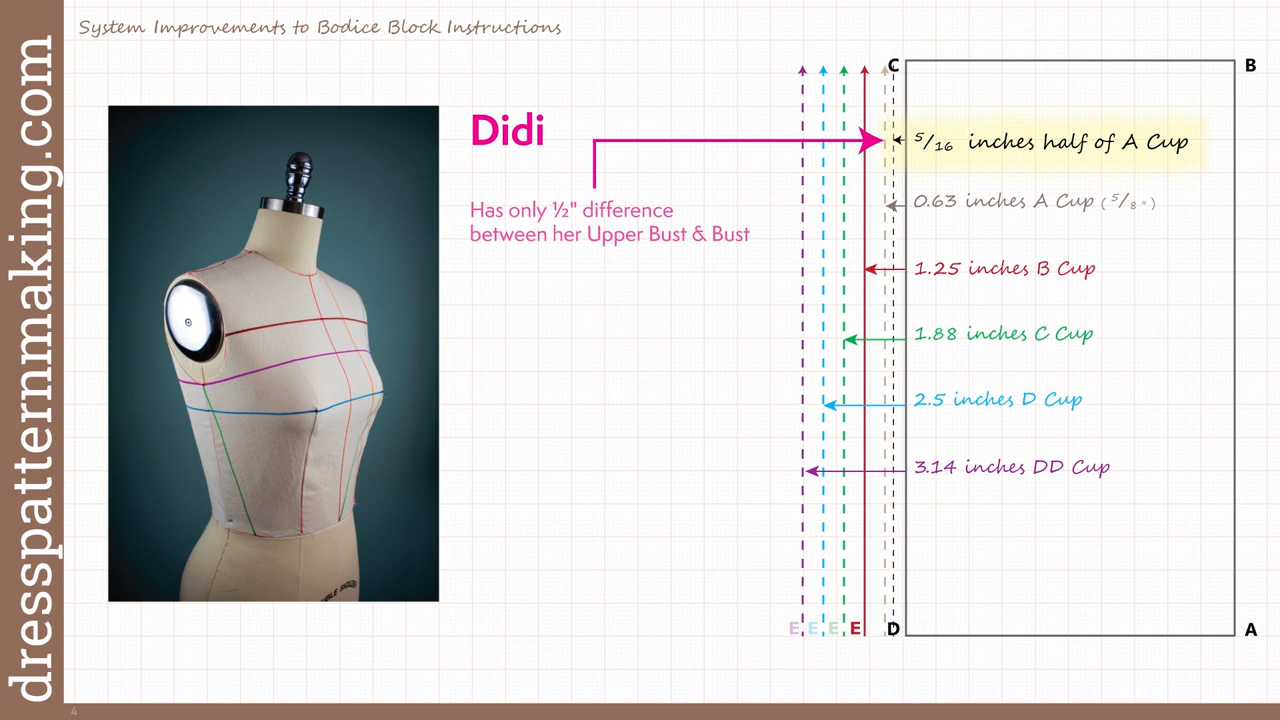 System Improvements to Bodice Block Instructions
dresspatternmaking.com
C
B
Didi
5/16 inches half of A Cup
Has only ½" difference
between her Upper Bust & Bust
0.63 inches A Cup (5/8")
1.25 inches B Cup
1.88 inches C Cup
2.5 inches D Cup
3.14 inches DD Cup
E E E E D
A
4